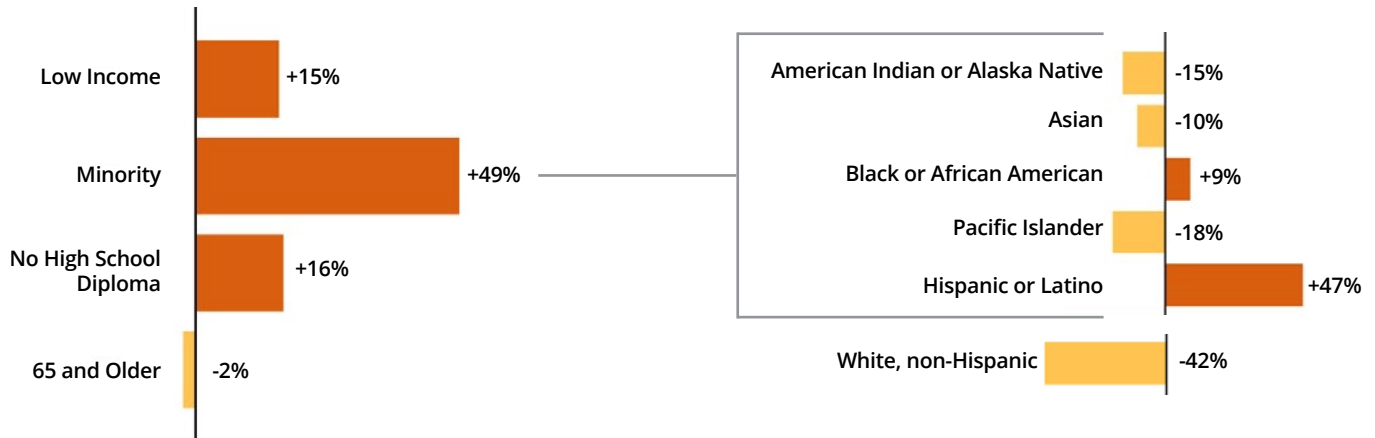 Low Income
+15%
Minority
+49%
No High School
Diploma
+16%
65 and Older
-2%
American Indian or Alaska Native
-15%
Asian
-10%
Black or African American
+9%
Pacific Islander
-18%
Hispanic or Latino
+47%
White, non-Hispanic
-42%